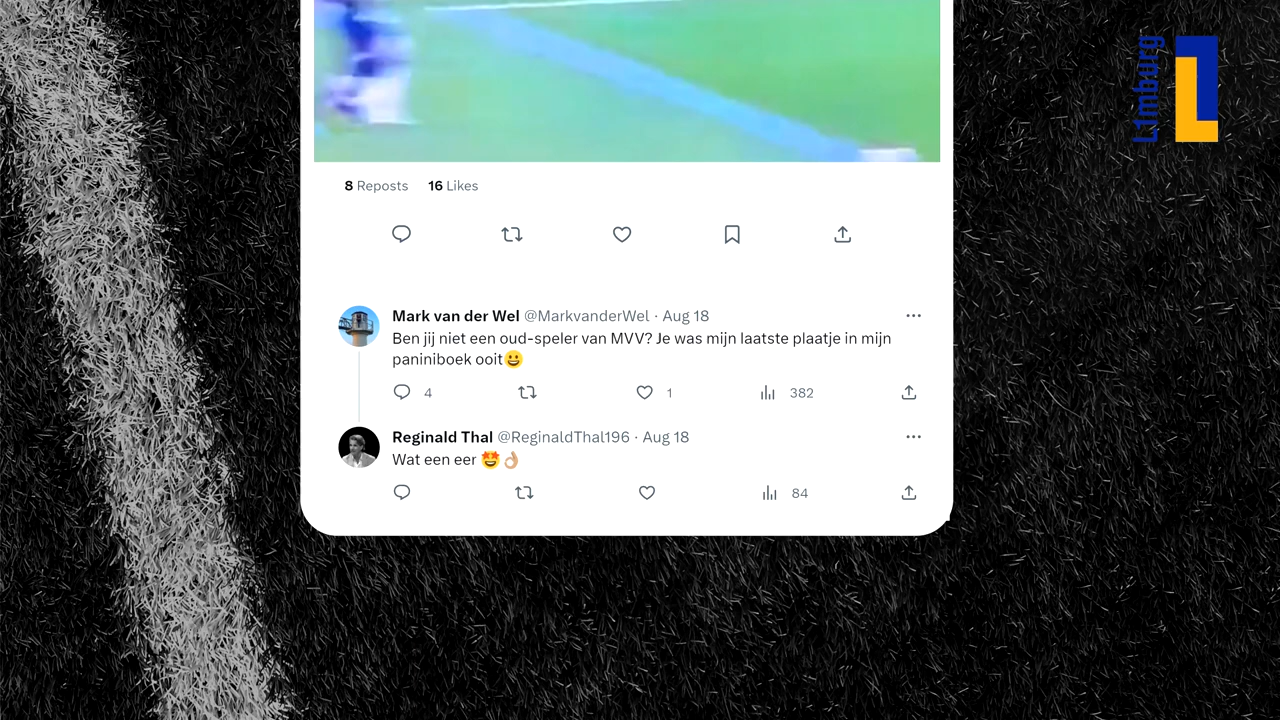 L1mburg
8 Reposts 16 Likes
Mark van der Wel @MarkvanderWel · Aug 18
Ben jij niet een oud-speler van MVV? Je was mijn laatste plaatje in mijn
paniniboek ooit😀
4 1 382
Reginald Thal @ReginaldThal196 · Aug 18
Wat een eer 🤩👌🏼
84